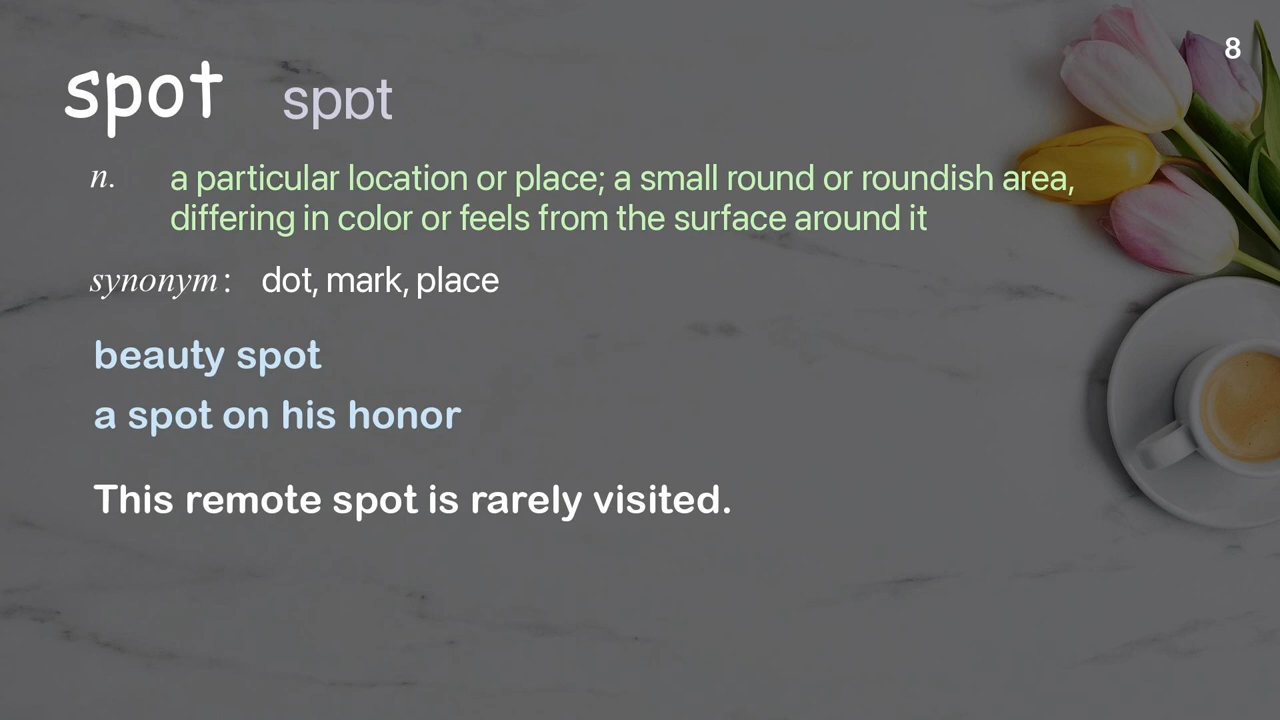 8
spot spɒt
n. a particular location or place; a small round or roundish area,
differing in color or feels from the surface around it
synonym: dot, mark, place
beauty spot
a spot on his honor
This remote spot is rarely visited.